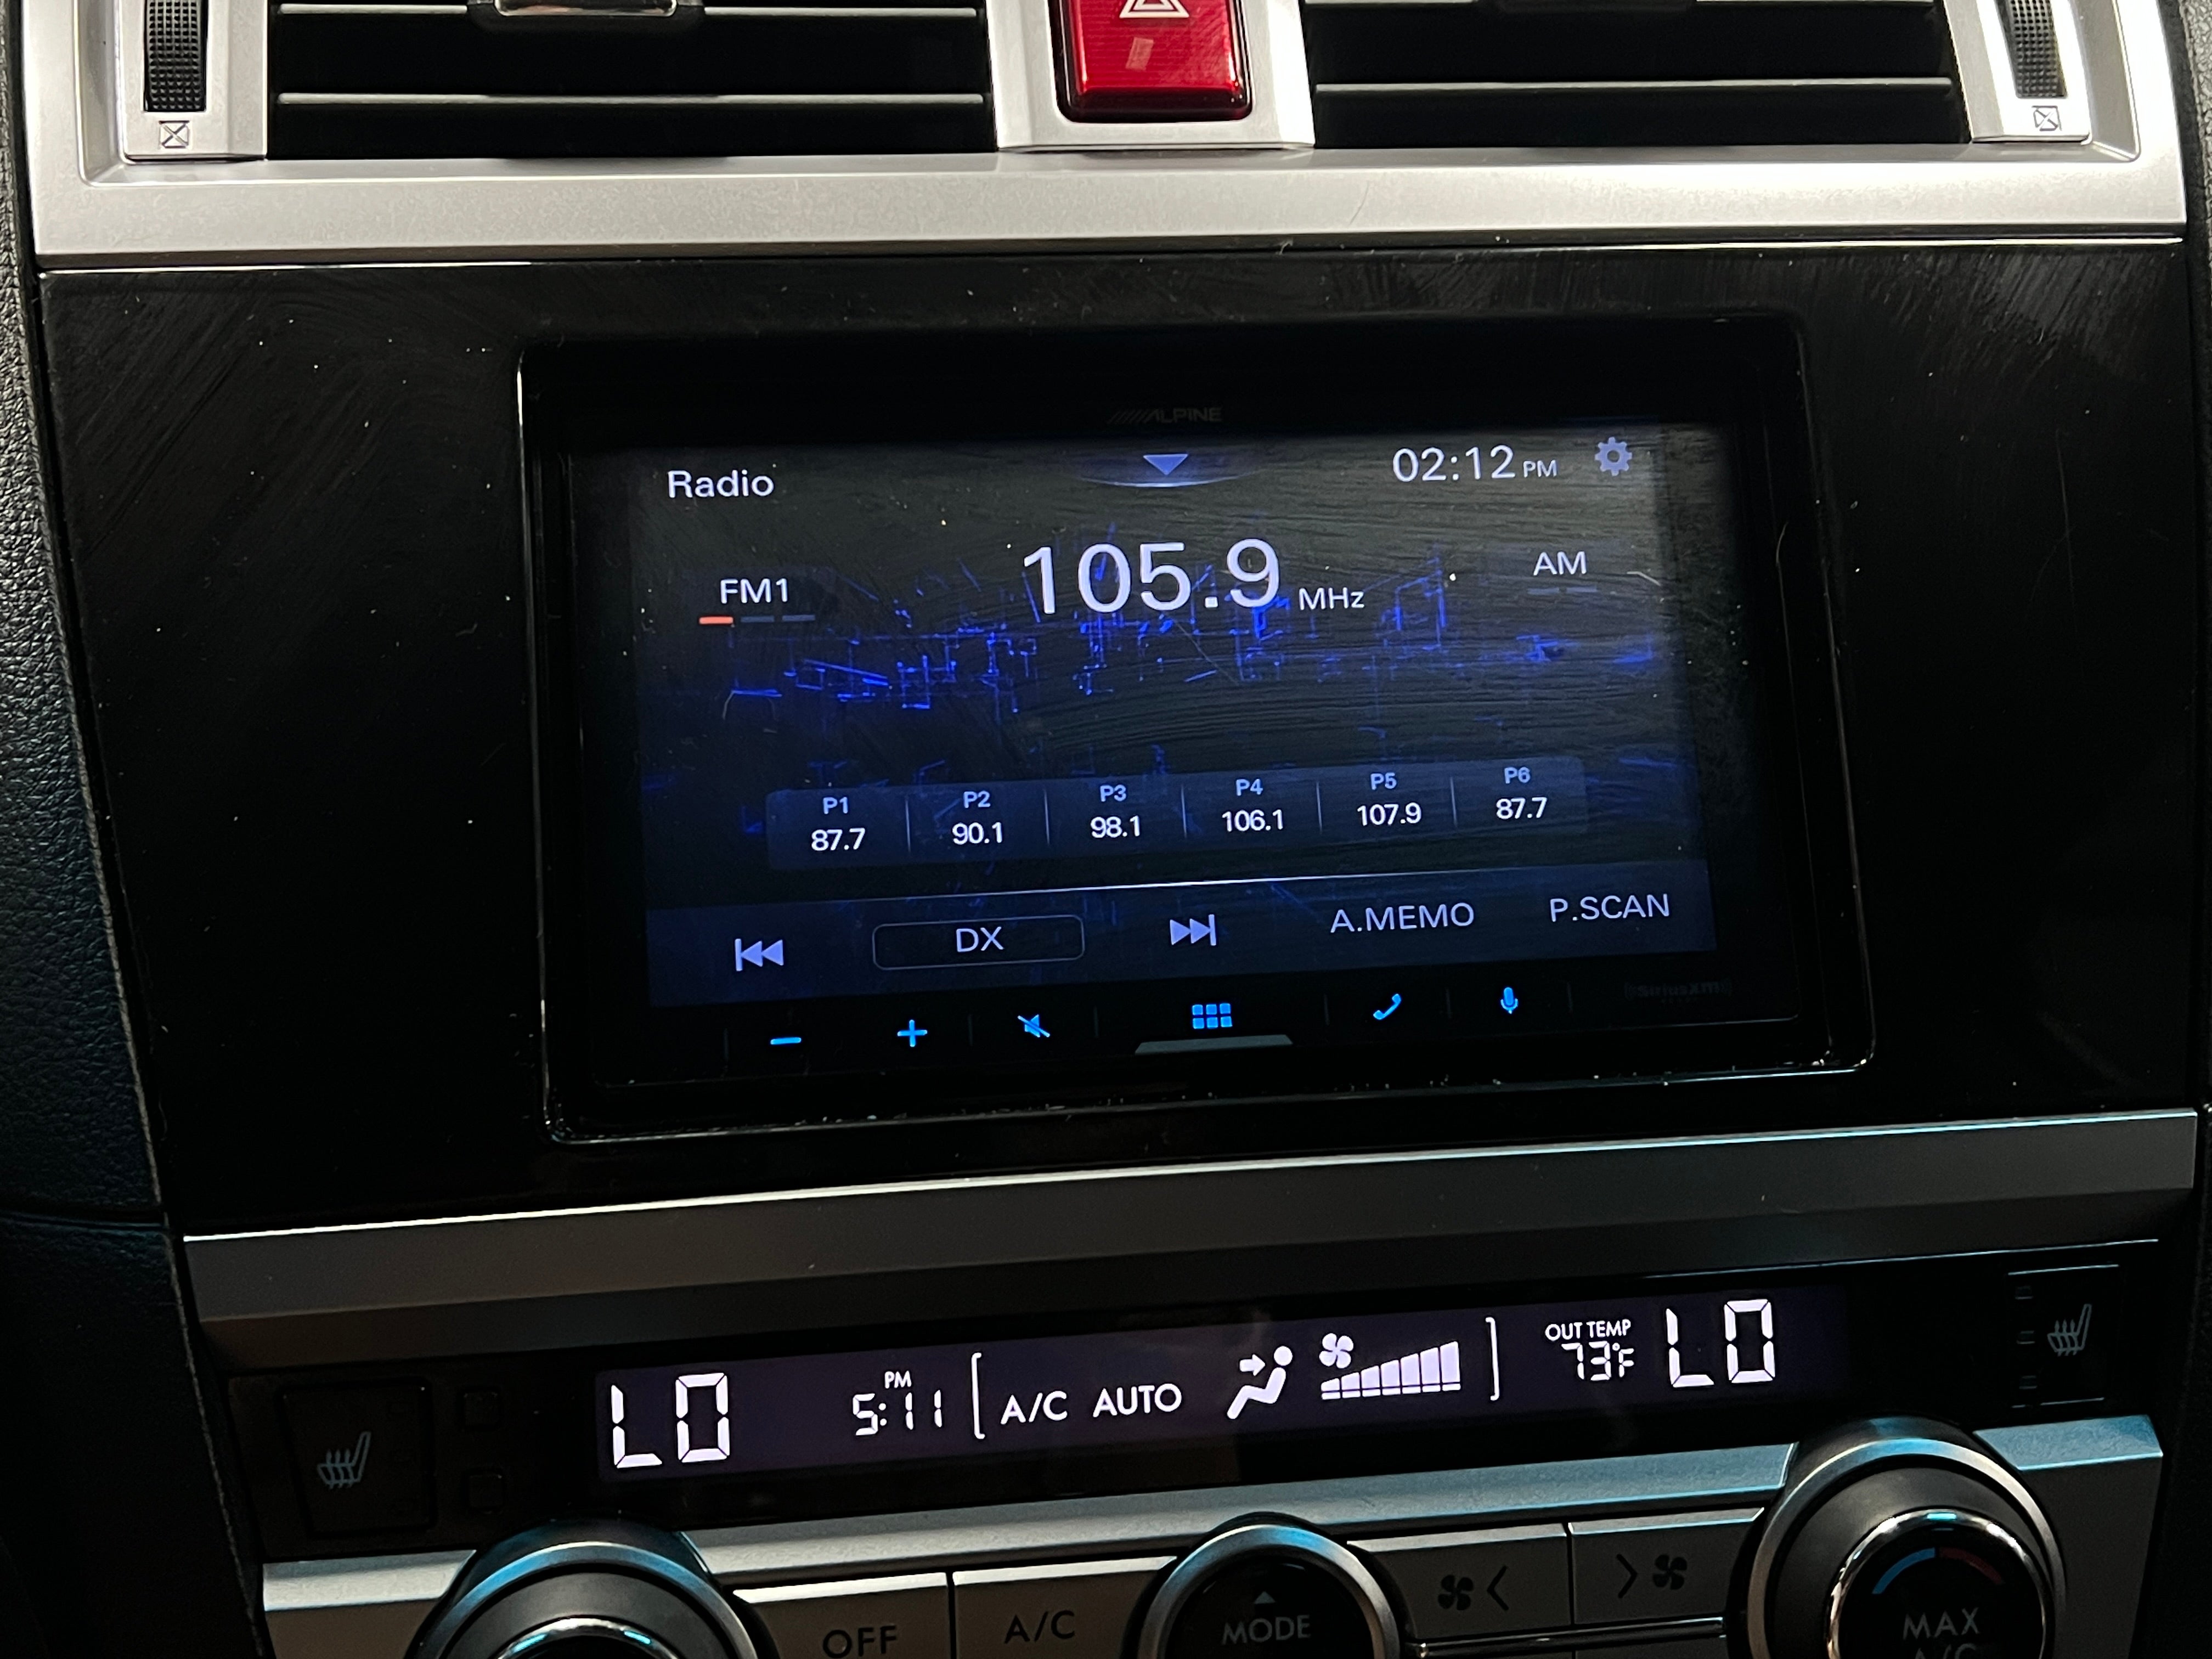 ALPINE
Radio
02:12 PM
FM1
105.9 MHz
AM
P1 P2 P3 P4 P5 P6
87.7 90.1 98.1 106.1 107.9 87.7
DX A.MEMO P.SCAN
SiriusXM
LO PM 5:11 [ A/C AUTO ] OUT TEMP 73°F LO
OFF A/C MODE MAX
A/C